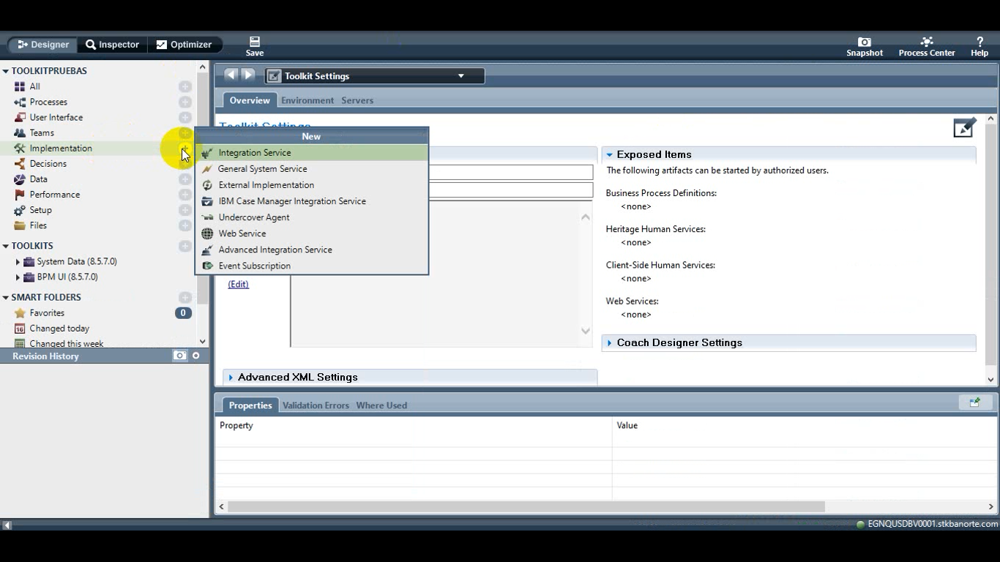 Designer
Inspector
Optimizer
Save
Snapshot
Process Center
Help
TOOLKITPRUEBAS
All
Processes
User Interface
Teams
Implementation
Decisions
Data
Performance
Setup
Files
TOOLKITS
System Data (8.5.7.0)
BPM UI (8.5.7.0)
SMART FOLDERS
Favorites 0
Changed today
Changed this week
Revision History
New
Integration Service
General System Service
External Implementation
IBM Case Manager Integration Service
Undercover Agent
Web Service
Advanced Integration Service
Event Subscription
Toolkit Settings
Overview Environment Servers
Toolkit Settings
(Edit)
Advanced XML Settings
Exposed Items
The following artifacts can be started by authorized users.
Business Process Definitions:
<none>
Heritage Human Services:
<none>
Client-Side Human Services:
<none>
Web Services:
<none>
Coach Designer Settings
Properties Validation Errors Where Used
Property Value
EGNQUSDBV0001.stkbanorte.com